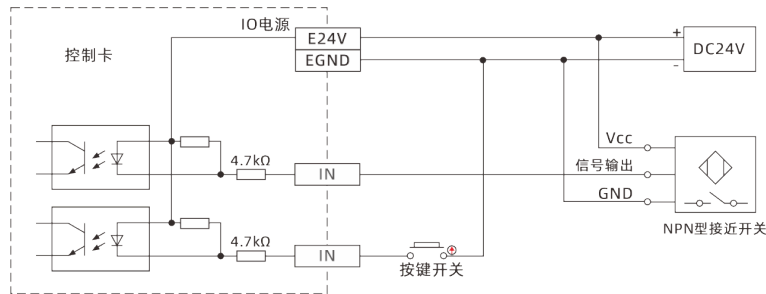 IO电源
E24V
+
DC24V
控制卡
EGND
-
Vcc
4.7kΩ
IN
信号输出
GND
NPN型接近开关
4.7kΩ
IN
按键开关